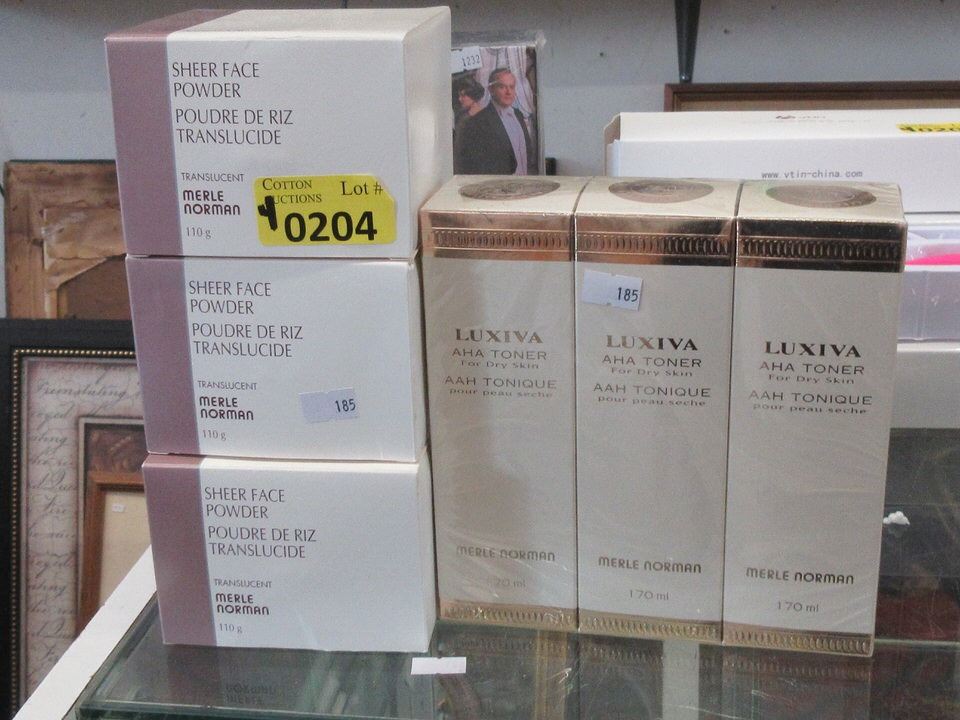 SHEER FACE
POWDER
POUDRE DE RIZ
TRANSLUCIDE
TRANSLUCENT
MERLE
NORMAN
110 g
COTTON
UCTIONS
Lot #
0204
SHEER FACE
POWDER
POUDRE DE RIZ
TRANSLUCIDE
TRANSLUCENT
MERLE
NORMAN
110 g
185
SHEER FACE
POWDER
POUDRE DE RIZ
TRANSLUCIDE
TRANSLUCENT
MERLE
NORMAN
110 g
1232
www.vtin-china.com
LUXIVA
AHA TONER
For Dry Skin
AAH TONIQUE
pour peau seche
MERLE NORMAN
170 ml
185
LUXIVA
AHA TONER
For Dry Skin
AAH TONIQUE
pour peau seche
MERLE NORMAN
170 ml
LUXIVA
AHA TONER
For Dry Skin
AAH TONIQUE
pour peau seche
MERLE NORMAN
170 ml